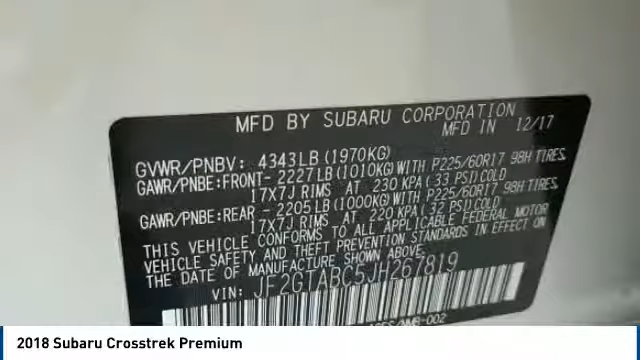 MFD BY SUBARU CORPORATION
MFD IN 12/17
GVWR/PNBV: 4343LB (1970KG)
GAWR/PNBE:FRONT- 2227LB (1010KG) WITH P225/60R17 98H TIRES,
17X7J RIMS AT 230 KPA (33 PSI) COLD
GAWR/PNBE:REAR - 2205LB (1000KG) WITH P225/60R17 98H TIRES,
17X7J RIMS AT 220 KPA (32 PSI) COLD
THIS VEHICLE CONFORMS TO ALL APPLICABLE FEDERAL MOTOR
VEHICLE SAFETY AND THEFT PREVENTION STANDARDS IN EFFECT ON
THE DATE OF MANUFACTURE SHOWN ABOVE.
VIN: JF2GTABC5JH267819
2018 Subaru Crosstrek Premium